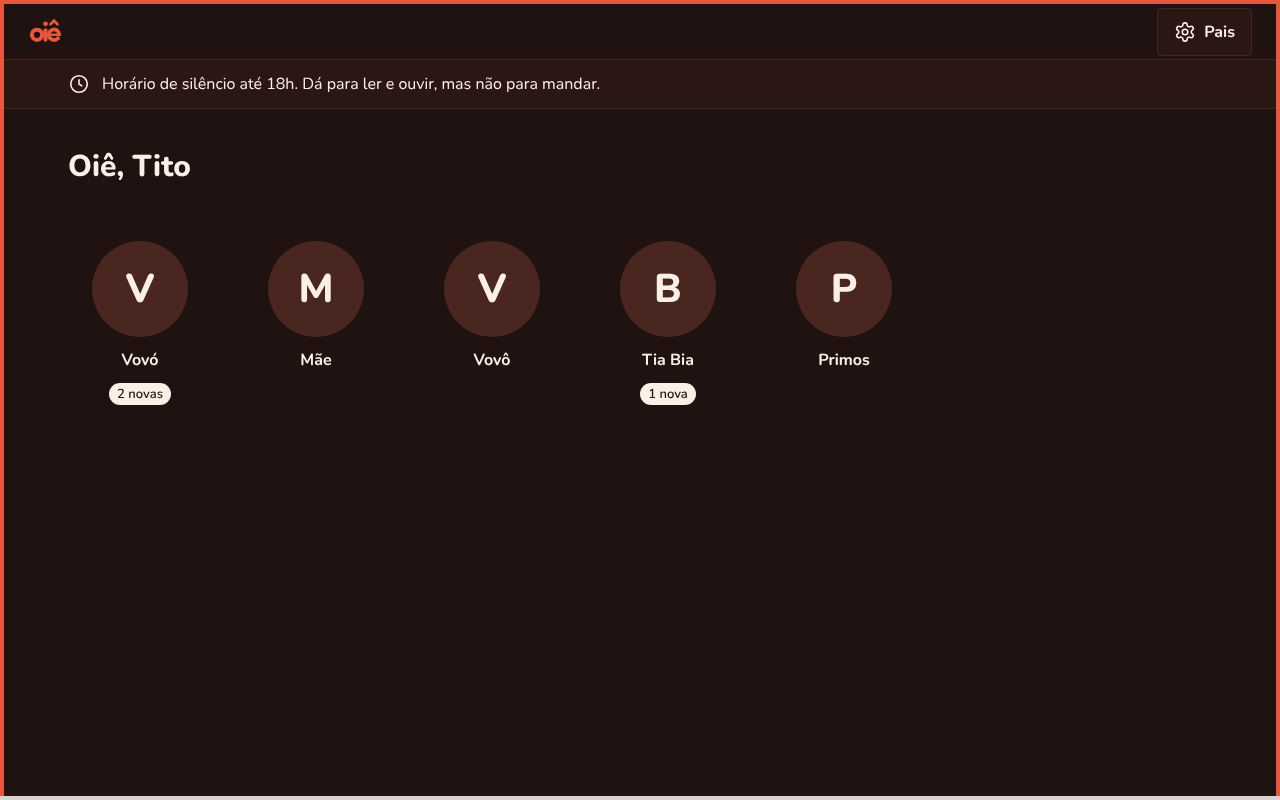 oiê
Pais
Horário de silêncio até 18h. Dá para ler e ouvir, mas não para mandar.
Oiê, Tito
V
M
V
B
P
Vovó
Mãe
Vovô
Tia Bia
Primos
2 novas
1 nova